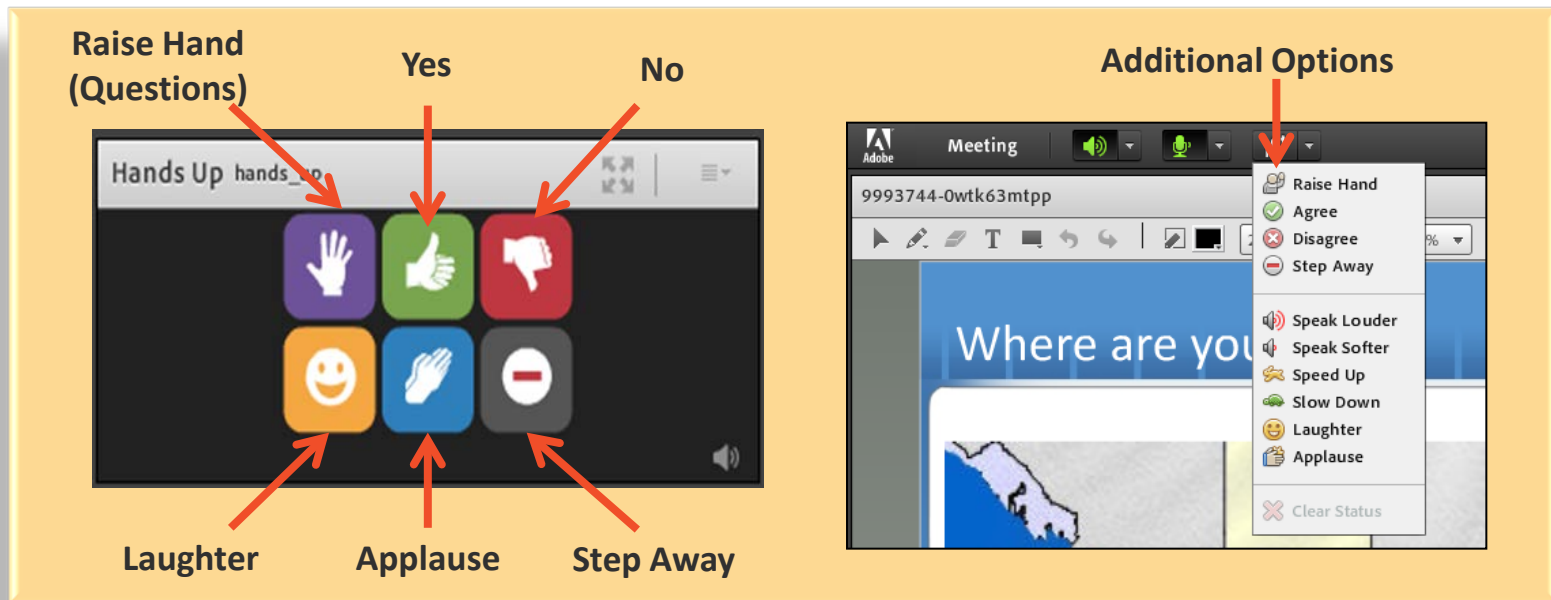 Raise Hand
(Questions)
Yes
No
Hands Up hands_up
Laughter
Applause
Step Away
Additional Options
Adobe
Meeting
9993744-0wtk63mtpp
T
%
Where are you
Raise Hand
Agree
Disagree
Step Away
Speak Louder
Speak Softer
Speed Up
Slow Down
Laughter
Applause
Clear Status